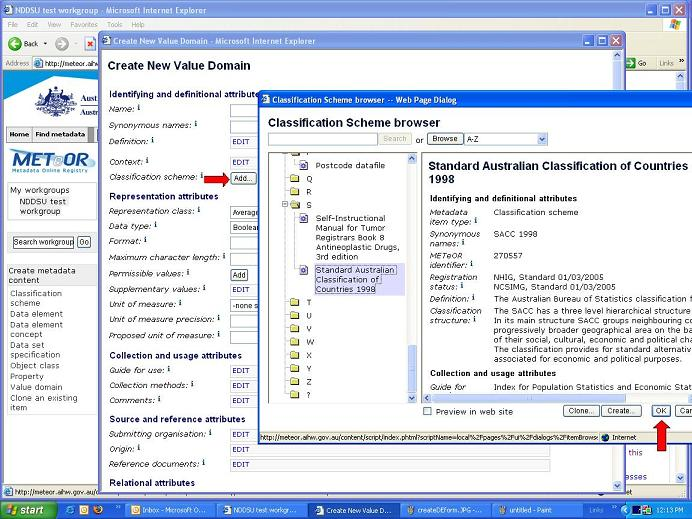 NDDSU test workgroup - Microsoft Internet Explorer
File Edit View Favorites Tools Help
Back
Address http://meteor.aihw.
Go Links
Aust
Home Find metadata
METeOR
Metadata Online Registry
My workgroups
NDDSU test
workgroup
Search workgroup Go
Create metadata
content
Classification
scheme
Data element
Data element
concept
Data set
specification
Object class
Property
Value domain
Clone an existing
item
http://meteor.aihw.gov.au/
Create New Value Domain - Microsoft Internet Explorer
Create New Value Domain
Identifying and definitional attributes
Name: i
Synonymous names: i
Definition: i EDIT
Context: i EDIT
Classification scheme: i Add...
Representation attributes
Representation class: i Average
Data type: i Boolean
Format: i
Maximum character length: i
Permissible values: i Add
Supplementary values: i EDIT
Unit of measure: i -none s
Unit of measure precision: i
Proposed unit of measure: i
Collection and usage attributes
Guide for use: i EDIT
Collection methods: i EDIT
Comments: i EDIT
Source and reference attributes
Submitting organisation: i EDIT
Origin: i EDIT
Reference documents: i EDIT
Relational attributes
Classification Scheme browser -- Web Page Dialog
Classification Scheme browser
Search or Browse A-Z
Postcode datafile
Q
R
S
Self-Instructional
Manual for Tumor
Registrars Book 8
Antineoplastic Drugs,
3rd edition
Standard Australian
Classification of
Countries 1998
T
U
V
W
X
Y
Z
?
Standard Australian Classification of Countries
1998
Identifying and definitional attributes
Metadata item type: i Classification scheme
Synonymous names: i SACC 1998
METeOR identifier: i 270557
Registration status: i NHIG, Standard 01/03/2005
NCSIMG, Standard 01/03/2005
Definition: i The Australian Bureau of Statistics classification f
Classification structure: i The SACC has a three level hierarchical structure
In its main structure SACC groups neighbouring co
progressively broader geographical area on the ba
of their social, cultural, economic and political cha
The classification provides for standard alternativ
associated for economic and political purposes.
Collection and usage attributes
Guide for Index for Population Statistics and Economic Stat
Preview in web site Clone... Create... OK Can
http://meteor.aihw.gov.au/content/script/index.phtml?scriptName=local%2Fpages%2Fui%2Fdialogs%2FitemBrows Internet
this
esses
start Inbox - Microsoft O... NDDSU test workgr... Create New Value D... createDEForm.JPG -... untitled - Paint Links 12:13 PM